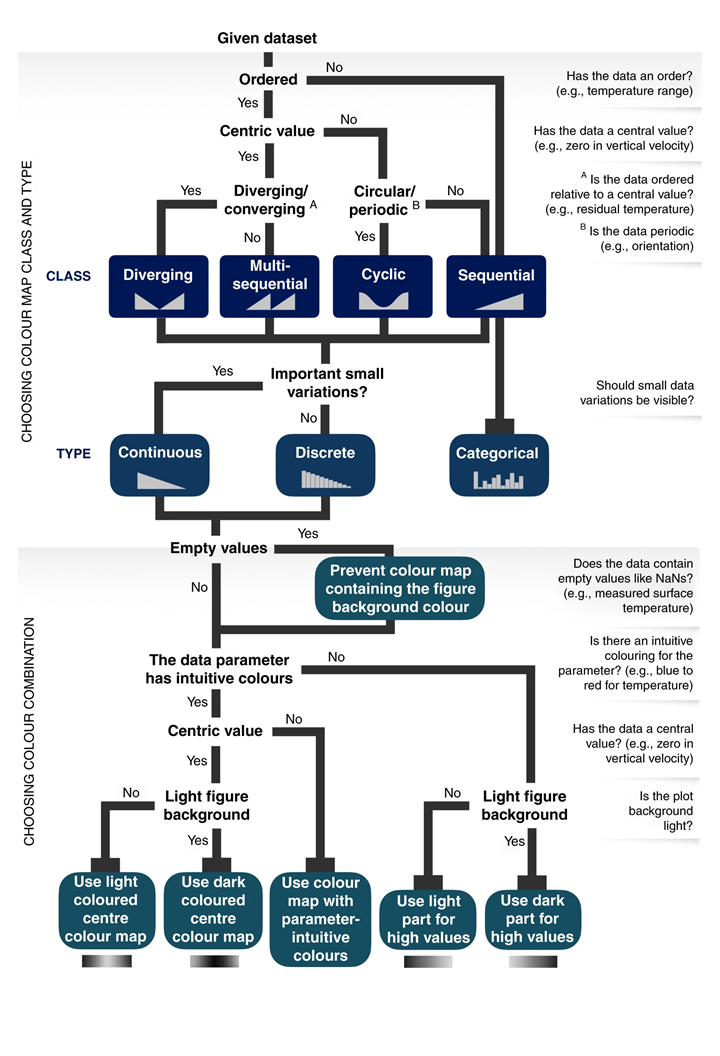 Given dataset
Ordered
No
Has the data an order?
(e.g., temperature range)
Yes
Centric value
No
Has the data a central value?
(e.g., zero in vertical velocity)
Yes
Yes
Diverging/
converging A
Circular/
periodic B
No
A Is the data ordered
relative to a central value?
(e.g., residual temperature)
B Is the data periodic
(e.g., orientation)
No
Yes
CHOOSING COLOUR MAP CLASS AND TYPE
CLASS
Diverging
Multi-
sequential
Cyclic
Sequential
Important small
variations?
Yes
No
Should small data
variations be visible?
TYPE
Continuous
Discrete
Categorical
Empty values
Yes
No
Prevent colour map
containing the figure
background colour
Does the data contain
empty values like NaNs?
(e.g., measured surface
temperature)
CHOOSING COLOUR COMBINATION
The data parameter
has intuitive colours
No
Is there an intuitive
colouring for the
parameter? (e.g., blue to
red for temperature)
Yes
Centric value
No
Has the data a central
value? (e.g., zero in
vertical velocity)
Yes
No
Light figure
background
No
Light figure
background
Is the plot
background
light?
Yes
Yes
Use light
coloured
centre
colour map
Use dark
coloured
centre
colour map
Use colour
map with
parameter-
intuitive
colours
Use light
part for
high values
Use dark
part for
high values